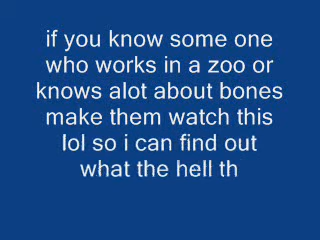 if you know some one
who works in a zoo or
knows alot about bones
make them watch this
lol so i can find out
what the hell th